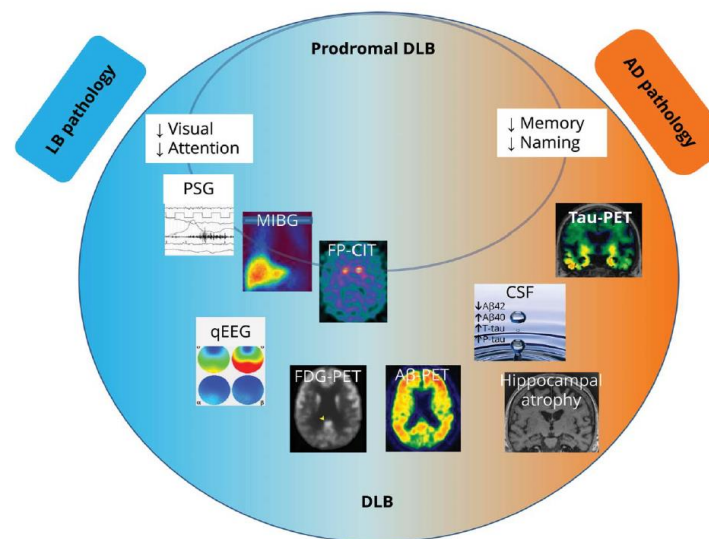 Prodromal DLB
LB pathology
AD pathology
↓ Visual
↓ Attention
↓ Memory
↓ Naming
PSG
MIBG
FP-CIT
Tau-PET
CSF
↓Aβ42
↑Aβ40
↑T-tau
↑P-tau
qEEG
α
β
FDG-PET
Aβ-PET
Hippocampal
atrophy
DLB